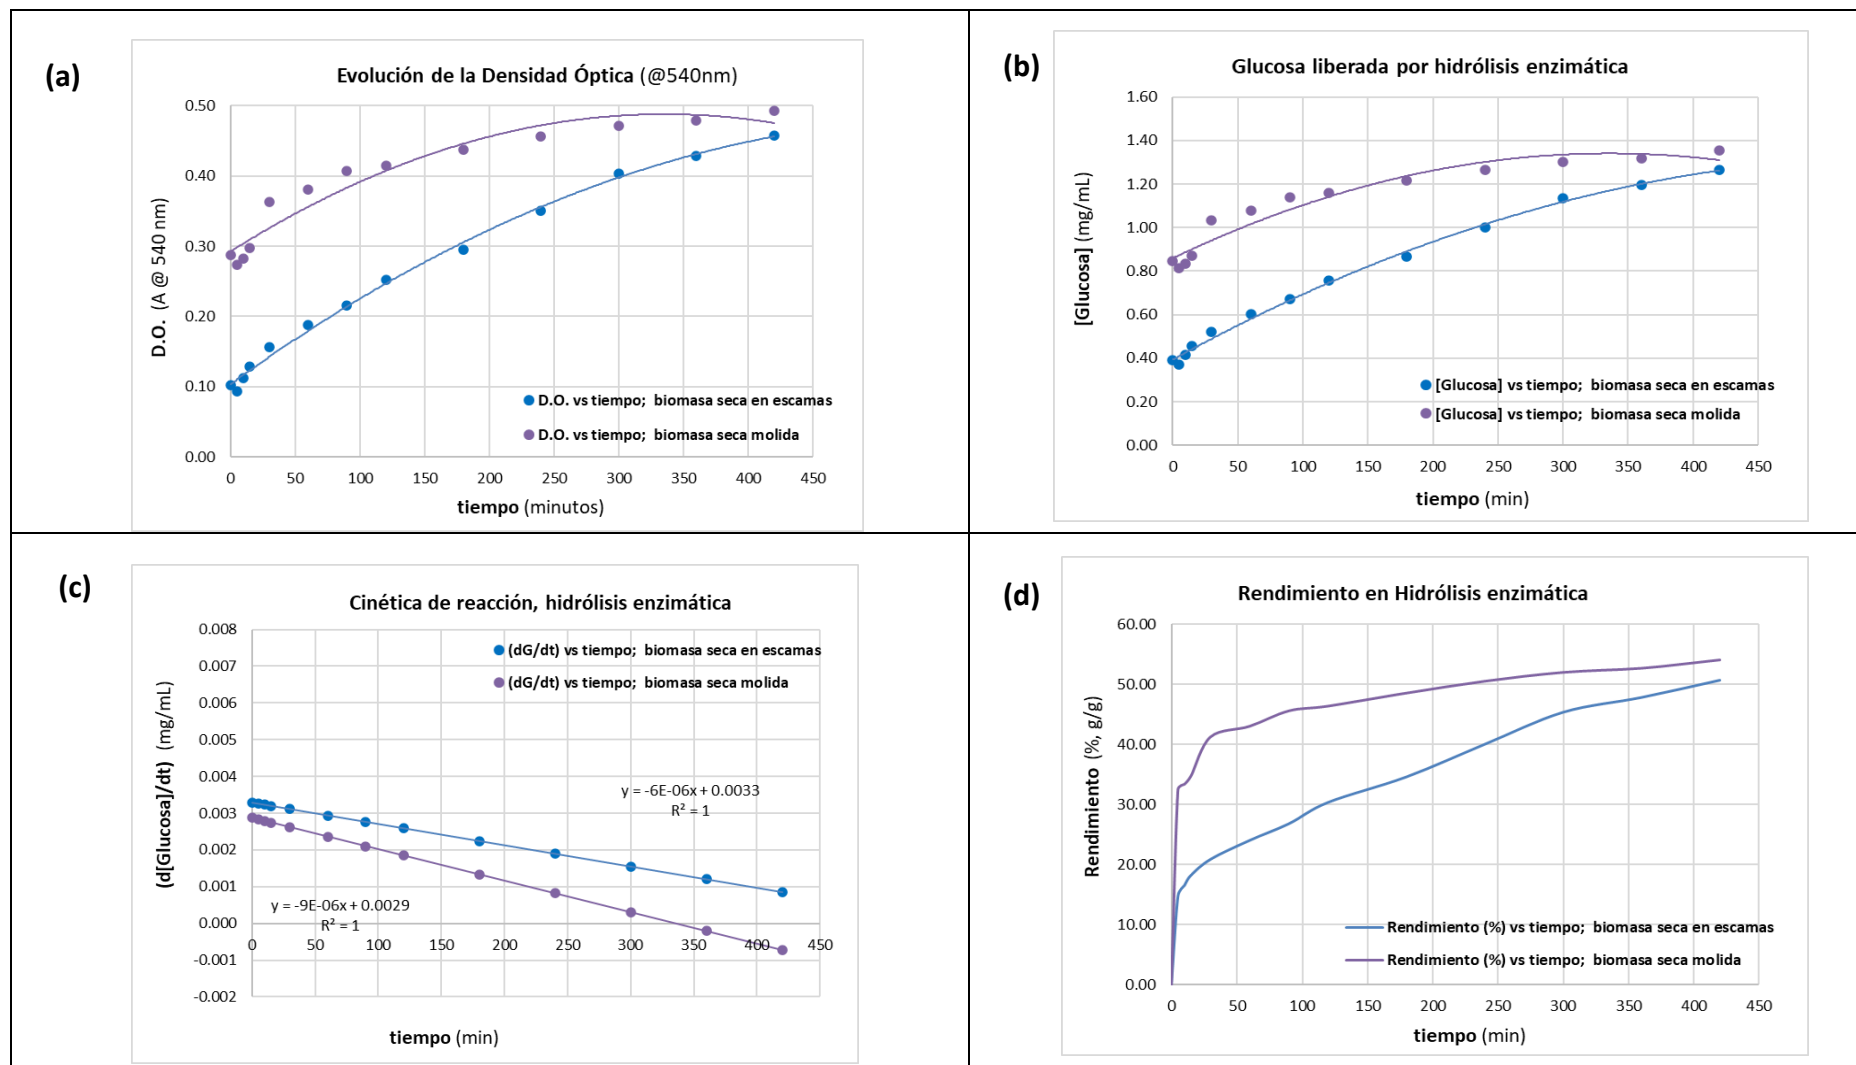 (a)
Evolución de la Densidad Óptica (@540nm)
D.O. (A @ 540 nm)
0.50
0.40
0.30
0.20
0.10
0.00
D.O. vs tiempo; biomasa seca en escamas
D.O. vs tiempo; biomasa seca molida
0 50 100 150 200 250 300 350 400 450
tiempo (minutos)
(b)
Glucosa liberada por hidrólisis enzimática
[Glucosa] (mg/mL)
1.60
1.40
1.20
1.00
0.80
0.60
0.40
0.20
0.00
[Glucosa] vs tiempo; biomasa seca en escamas
[Glucosa] vs tiempo; biomasa seca molida
0 50 100 150 200 250 300 350 400 450
tiempo (min)
(c)
Cinética de reacción, hidrólisis enzimática
(d[Glucosa]/dt) (mg/mL)
0.008
0.007
0.006
0.005
0.004
0.003
0.002
0.001
0.000
-0.001
-0.002
(dG/dt) vs tiempo; biomasa seca en escamas
(dG/dt) vs tiempo; biomasa seca molida
y = -6E-06x + 0.0033
R² = 1
y = -9E-06x + 0.0029
R² = 1
0 50 100 150 200 250 300 350 400 450
tiempo (min)
(d)
Rendimiento en Hidrólisis enzimática
Rendimiento (%, g/g)
60.00
50.00
40.00
30.00
20.00
10.00
0.00
Rendimiento (%) vs tiempo; biomasa seca en escamas
Rendimiento (%) vs tiempo; biomasa seca molida
0 50 100 150 200 250 300 350 400 450
tiempo (min)